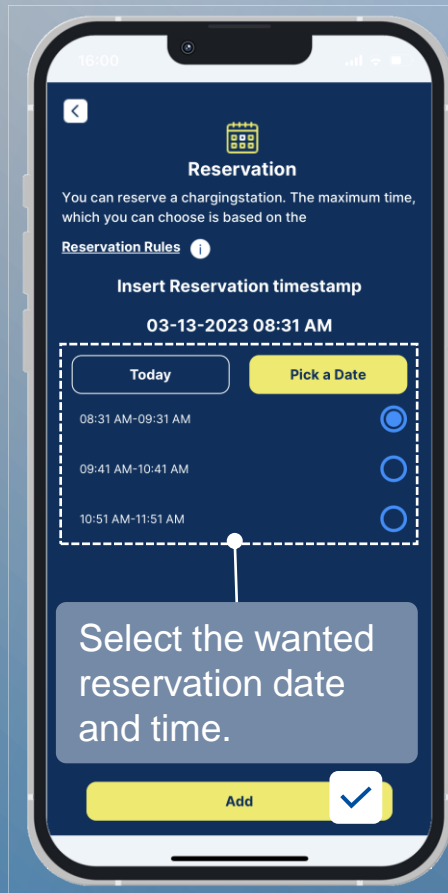 16:00
Reservation
You can reserve a chargingstation. The maximum time,
which you can choose is based on the
Reservation Rules i
Insert Reservation timestamp
03-13-2023 08:31 AM
Today Pick a Date
08:31 AM-09:31 AM
09:41 AM-10:41 AM
10:51 AM-11:51 AM
Select the wanted
reservation date
and time.
Add